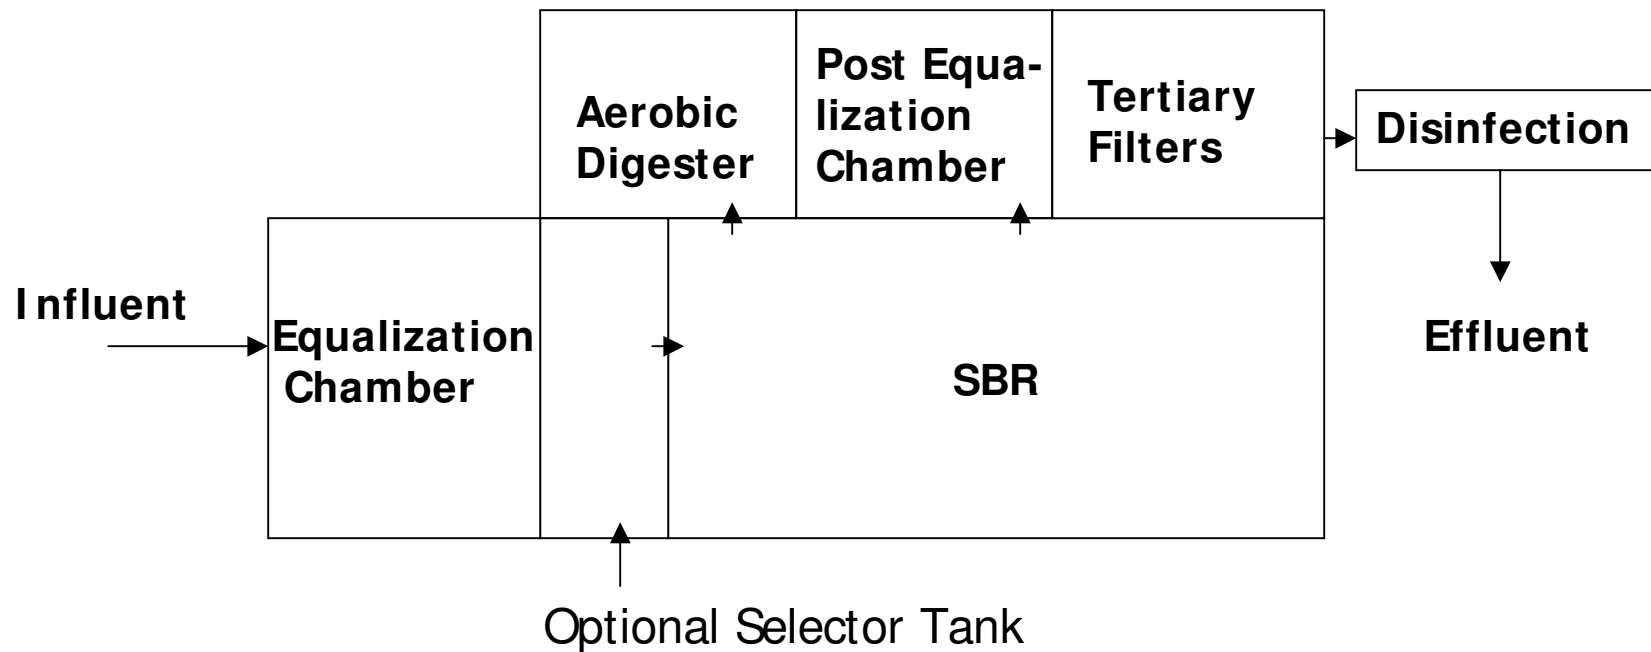 Aerobic
Digester
Post Equa-
lization
Chamber
Tertiary
Filters
Disinfection
Influent
Equalization
Chamber
SBR
Effluent
Optional Selector Tank